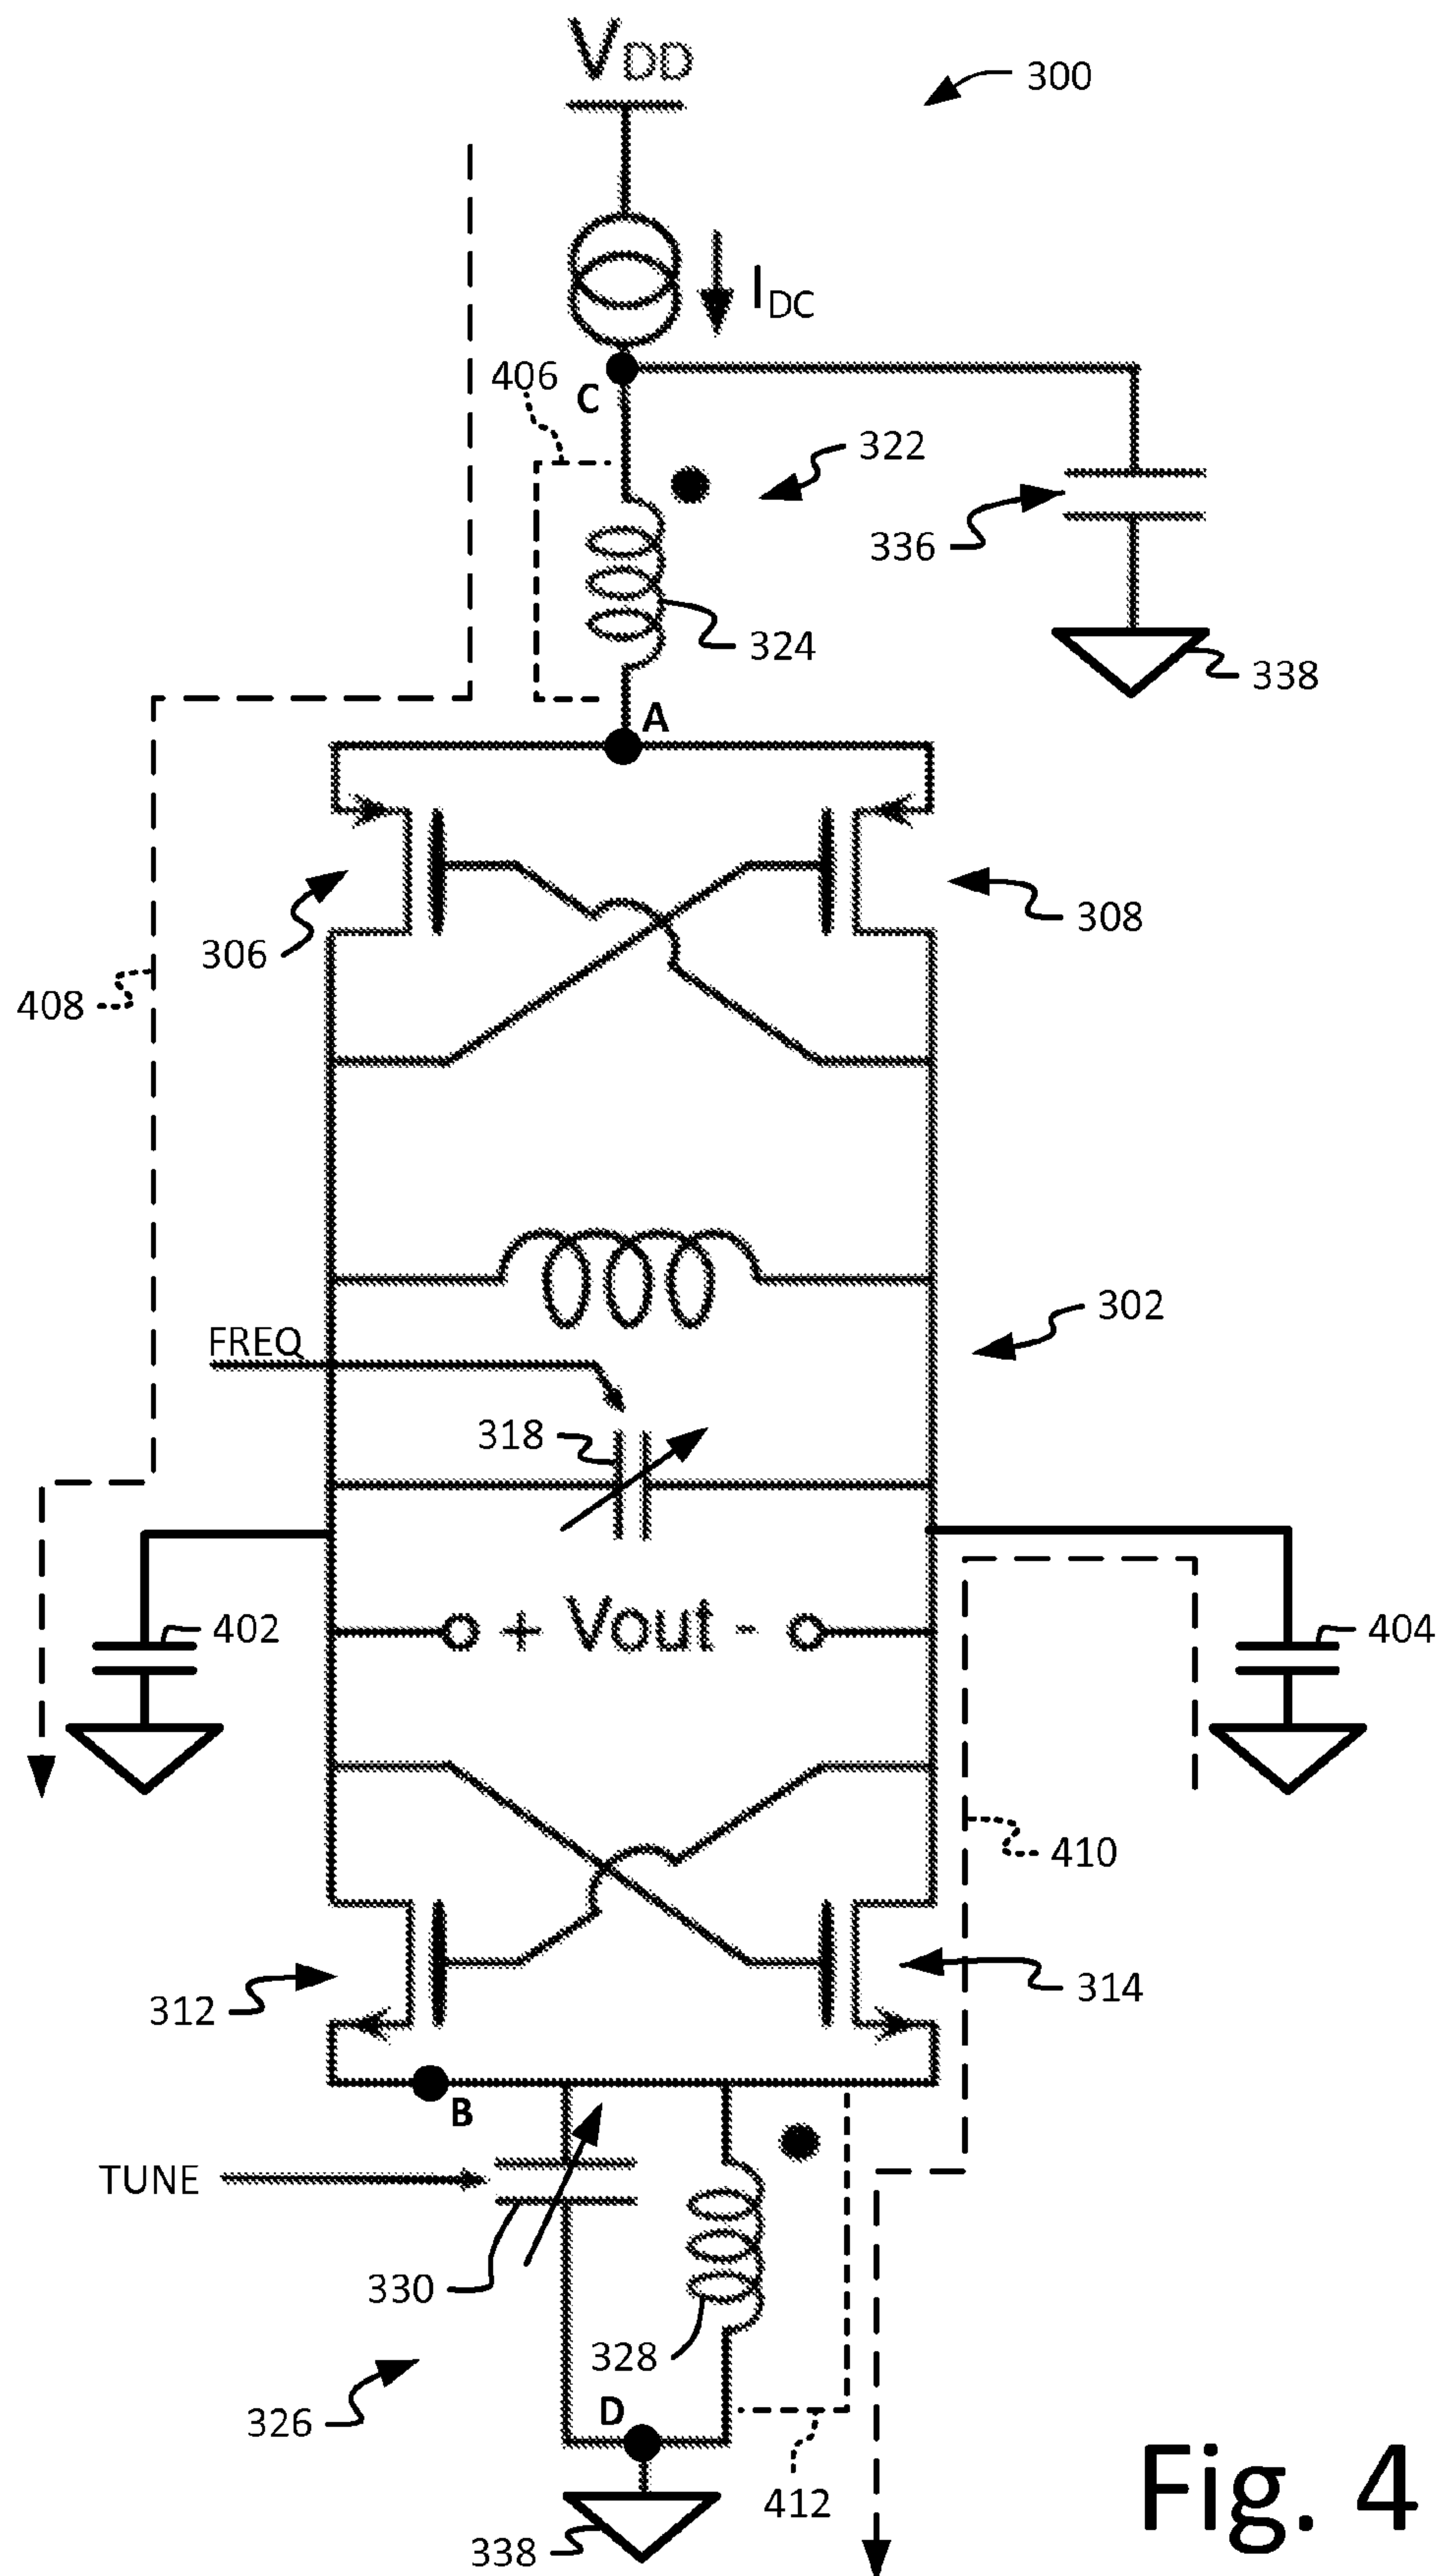 VDD
300
IDC
406
C
322
336
324
338
A
306
308
408
302
FREQ
318
402
+ Vout -
404
410
312
314
B
TUNE
330
328
D
326
412
338
Fig. 4